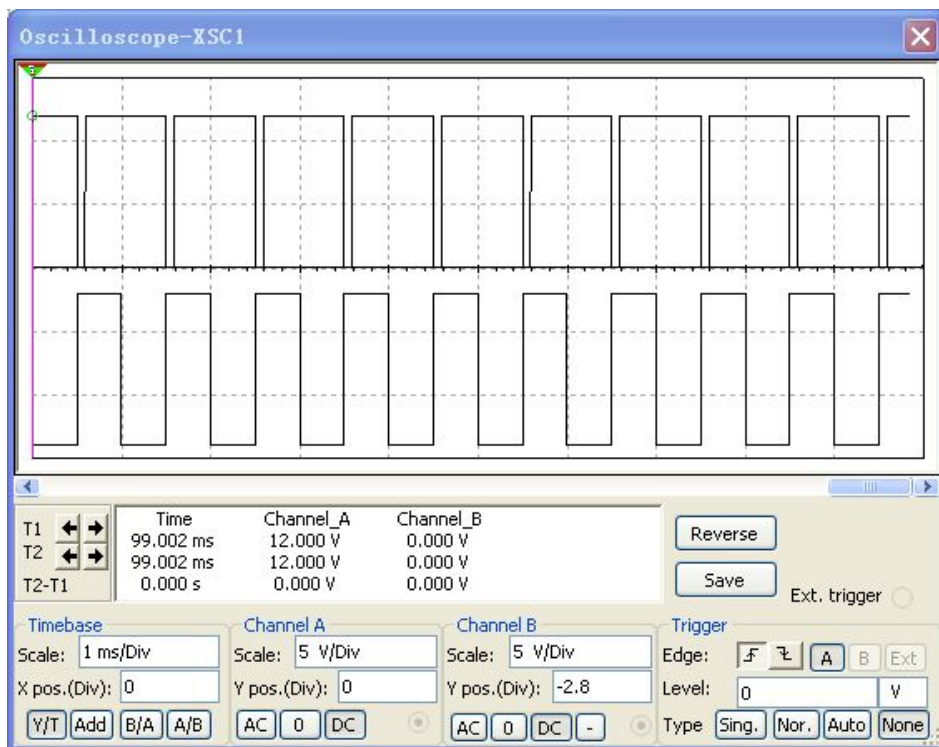 Oscilloscope-XSC1
T1
T2
T2-T1
Time Channel_A Channel_B
99.002 ms 12.000 V 0.000 V
99.002 ms 12.000 V 0.000 V
0.000 s 0.000 V 0.000 V
Reverse
Save
Ext. trigger
Timebase
Scale: 1 ms/Div
X pos.(Div): 0
Y/T Add B/A A/B
Channel A
Scale: 5 V/Div
Y pos.(Div): 0
AC 0 DC
Channel B
Scale: 5 V/Div
Y pos.(Div): -2.8
AC 0 DC -
Trigger
Edge: A B Ext
Level: 0 V
Type Sing. Nor. Auto None